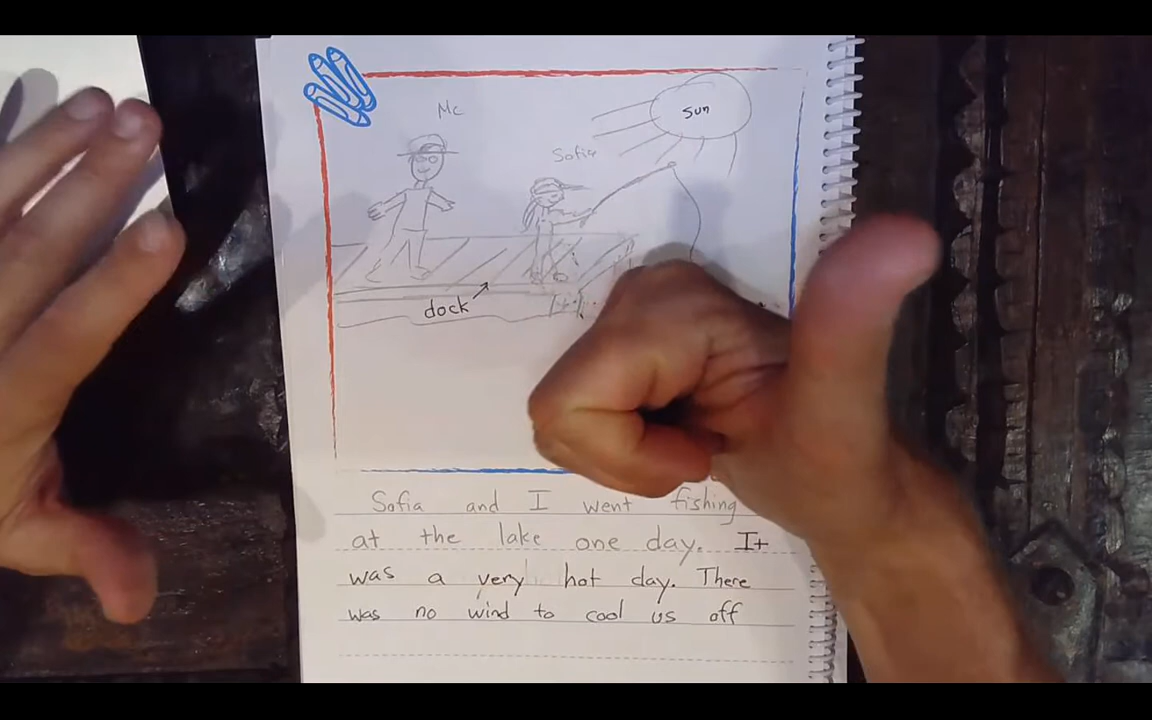 Mc
sun
Sofia
dock
Sofia and I went fishing
at the lake one day. It
was a very hot day. There
was no wind to cool us off